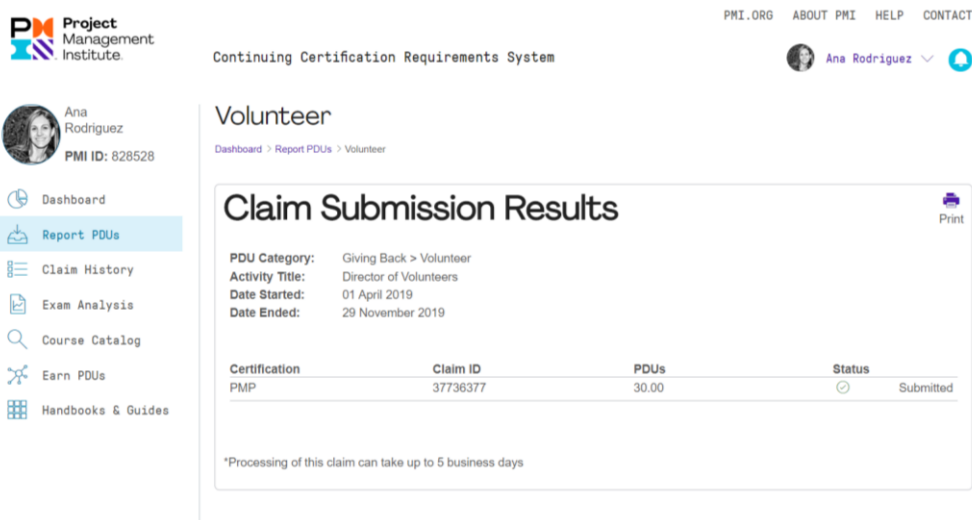 PMI.ORG ABOUT PMI HELP CONTACT
Project
Management
Institute.
Continuing Certification Requirements System
Ana Rodriguez
Ana
Rodriguez
PMI ID: 828528
Dashboard
Report PDUs
Claim History
Exam Analysis
Course Catalog
Earn PDUs
Handbooks & Guides
Volunteer
Dashboard > Report PDUs > Volunteer
Claim Submission Results
Print
PDU Category: Giving Back > Volunteer
Activity Title: Director of Volunteers
Date Started: 01 April 2019
Date Ended: 29 November 2019
Certification Claim ID PDUs Status
PMP 37736377 30.00 Submitted
*Processing of this claim can take up to 5 business days